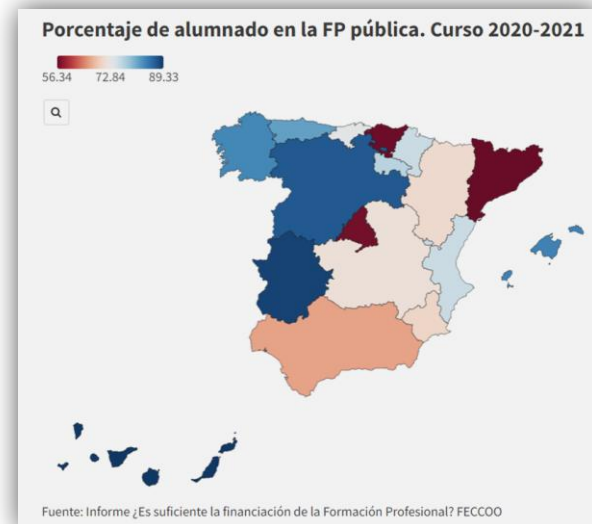 Porcentaje de alumnado en la FP pública. Curso 2020-2021
56.34 72.84 89.33
Fuente: Informe ¿Es suficiente la financiación de la Formación Profesional? FECCOO